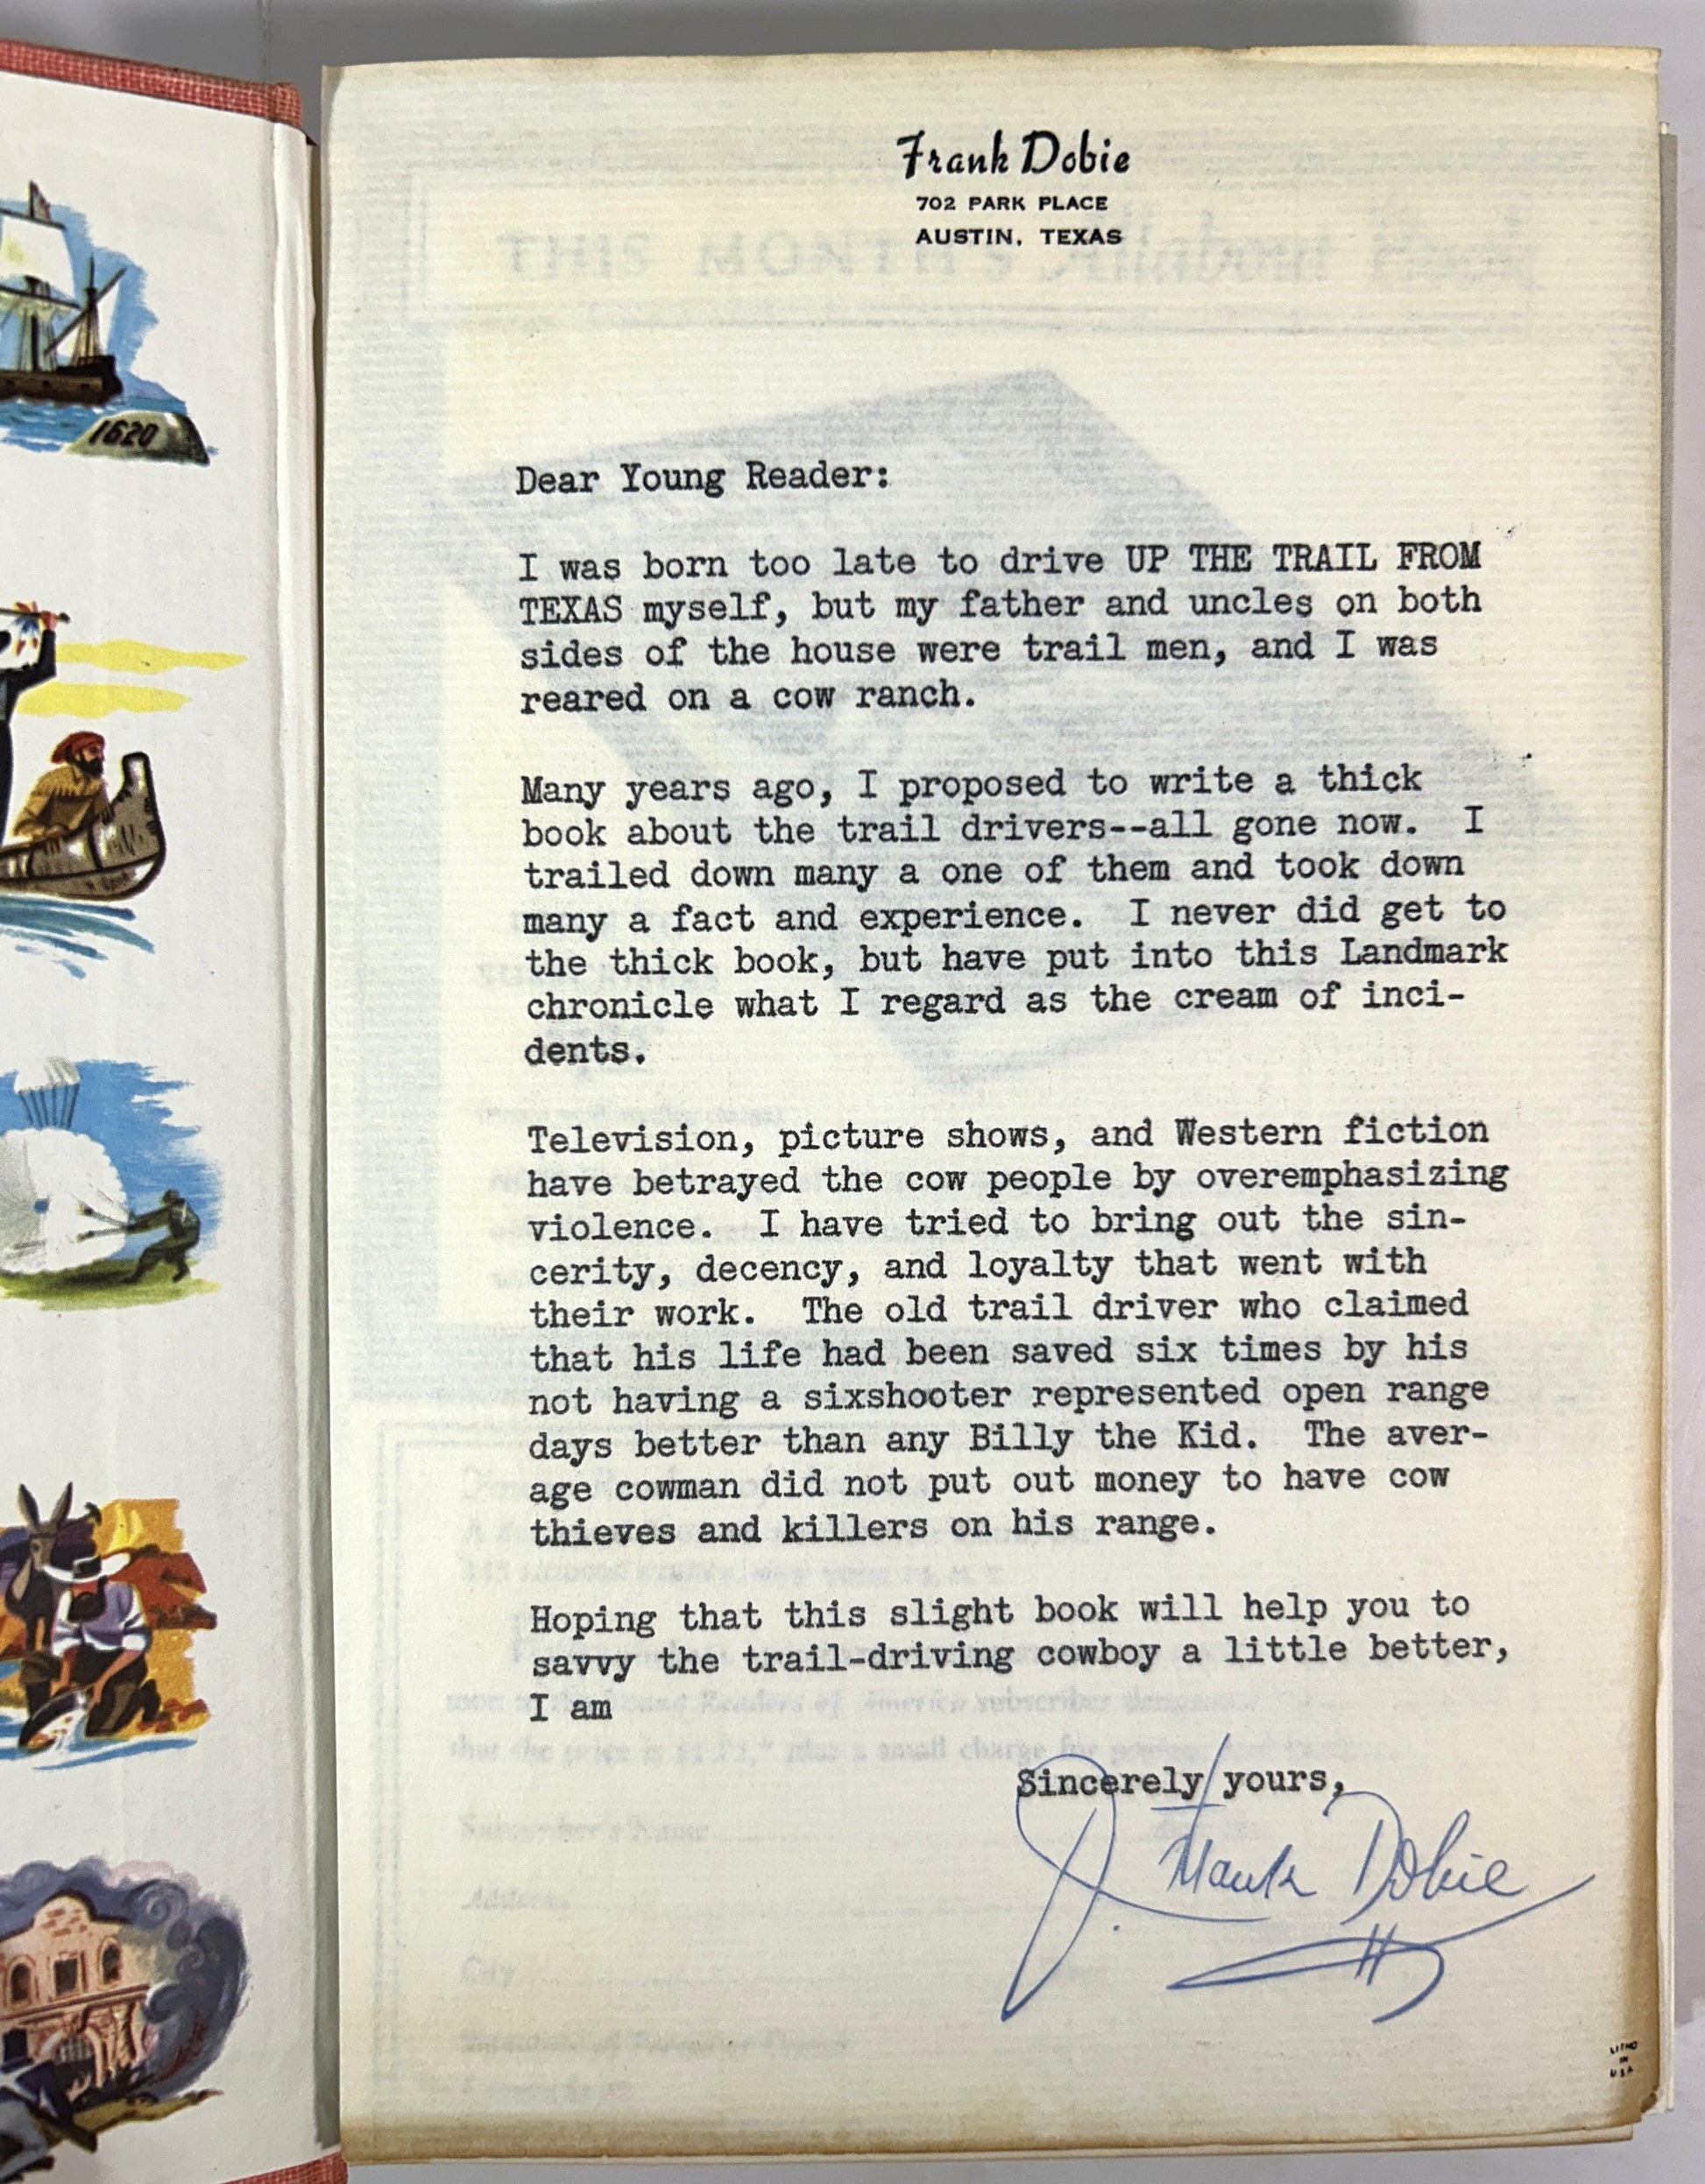 1620
Frank Dobie
702 PARK PLACE
AUSTIN, TEXAS
Dear Young Reader:
I was born too late to drive UP THE TRAIL FROM
TEXAS myself, but my father and uncles on both
sides of the house were trail men, and I was
reared on a cow ranch.
Many years ago, I proposed to write a thick
book about the trail drivers--all gone now. I
trailed down many a one of them and took down
many a fact and experience. I never did get to
the thick book, but have put into this Landmark
chronicle what I regard as the cream of inci-
dents.
Television, picture shows, and Western fiction
have betrayed the cow people by overemphasizing
violence. I have tried to bring out the sin-
cerity, decency, and loyalty that went with
their work. The old trail driver who claimed
that his life had been saved six times by his
not having a sixshooter represented open range
days better than any Billy the Kid. The aver-
age cowman did not put out money to have cow
thieves and killers on his range.
Hoping that this slight book will help you to
savvy the trail-driving cowboy a little better,
I am
Sincerely yours,
J. Frank Dobie
LITHO
IN
USA